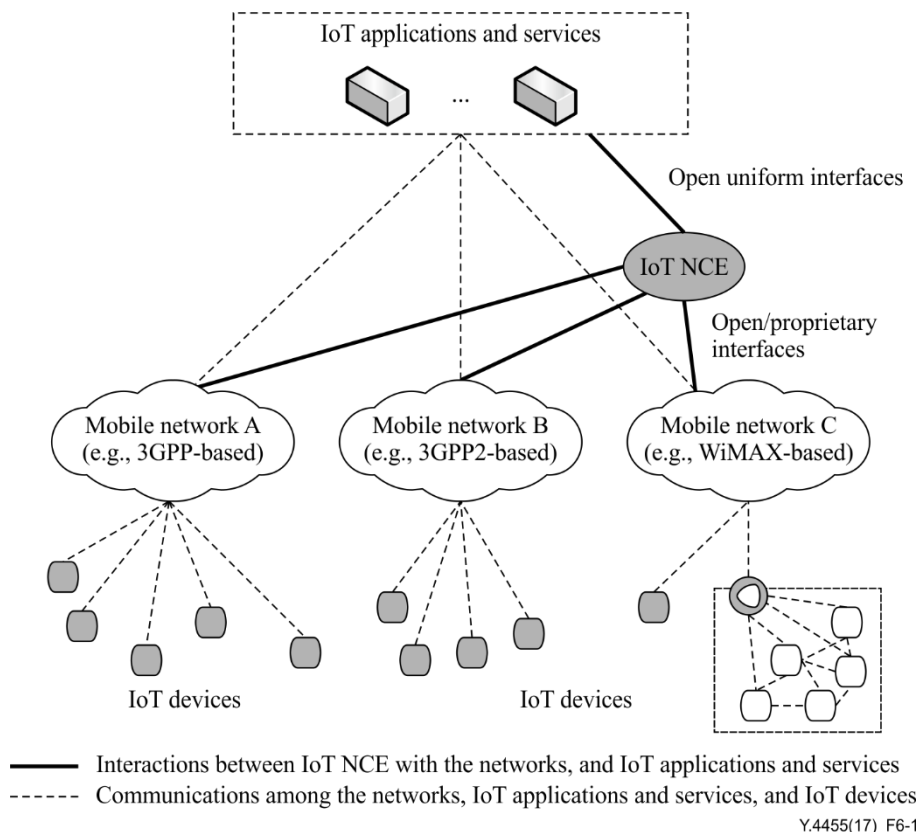 IoT applications and services
...
Open uniform interfaces
IoT NCE
Open/proprietary
interfaces
Mobile network A
(e.g., 3GPP-based)
Mobile network B
(e.g., 3GPP2-based)
Mobile network C
(e.g., WiMAX-based)
IoT devices
IoT devices
Interactions between IoT NCE with the networks, and IoT applications and services
Communications among the networks, IoT applications and services, and IoT devices
Y.4455(17)_F6-1